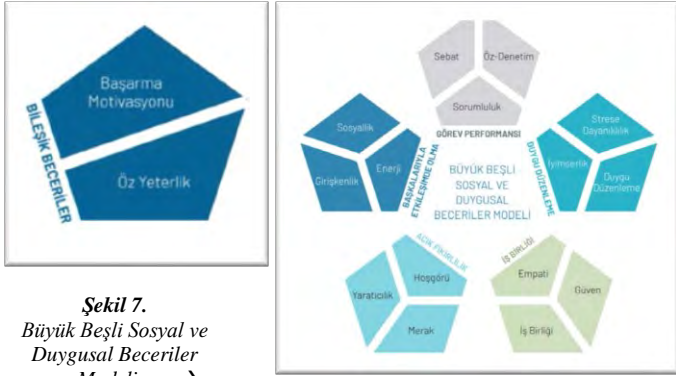 Başarma
Motivasyonu
Öz Yeterlik
BİLEŞİK BECERİLER
Şekil 7.
Büyük Beşli Sosyal ve
Duygusal Beceriler
Sebat
Öz-Denetim
Sorumluluk
GÖREV PERFORMANSI
Sosyallik
Girişkenlik
Enerji
BAŞKALARIYLA
ETKİLEŞİMDE OLMA
BÜYÜK BEŞLİ
SOSYAL VE
DUYGUSAL
BECERİLER MODELİ
DUYGU DÜZENLEME
Strese
Dayanıklılık
İyimserlik
Duygu
Düzenleme
AÇIK FİKİRLİLİK
Hoşgörü
Yaratıcılık
Merak
İŞ BİRLİĞİ
Empati
Güven
İş Birliği